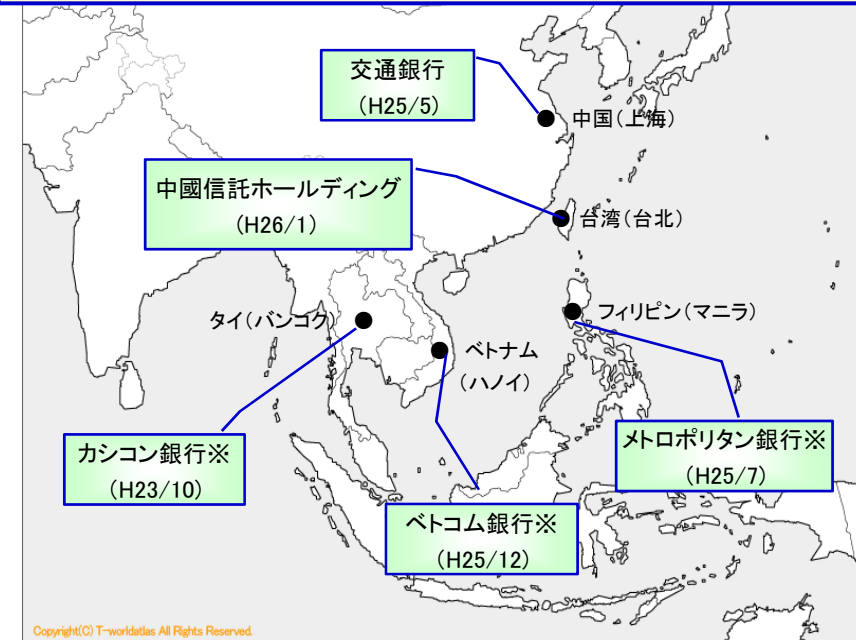 交通銀行
(H25/5)
中国(上海)
中國信託ホールディング
(H26/1)
台湾(台北)
タイ(バンコク)
フィリピン(マニラ)
ベトナム
(ハノイ)
カシコン銀行※
(H23/10)
メトロポリタン銀行※
(H25/7)
ベトコム銀行※
(H25/12)
Copyright(C) T-worldatlas All Rights Reserved.